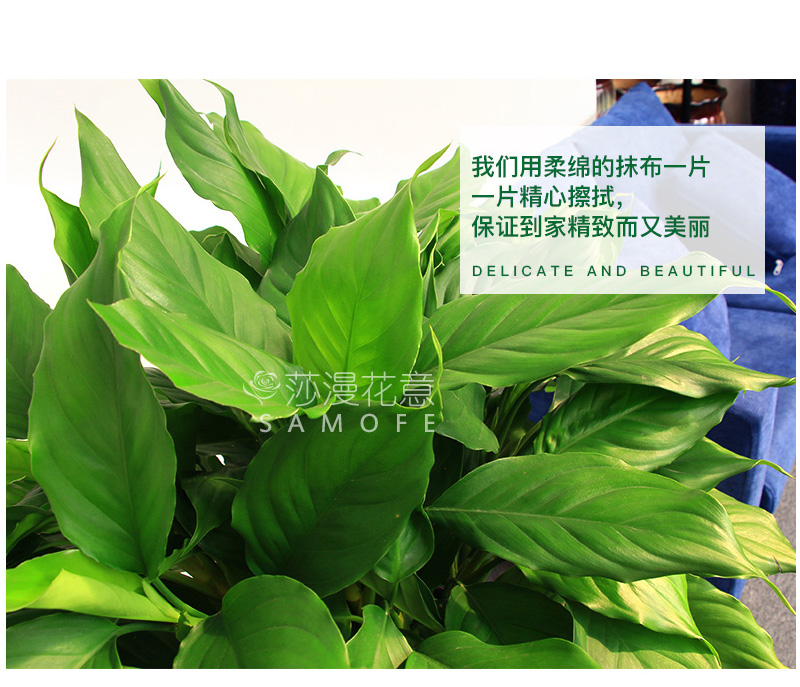 我们用柔绵的抹布一片
一片精心擦拭，
保证到家精致而又美丽
DELICATE AND BEAUTIFUL
莎漫花意
SAMOFE